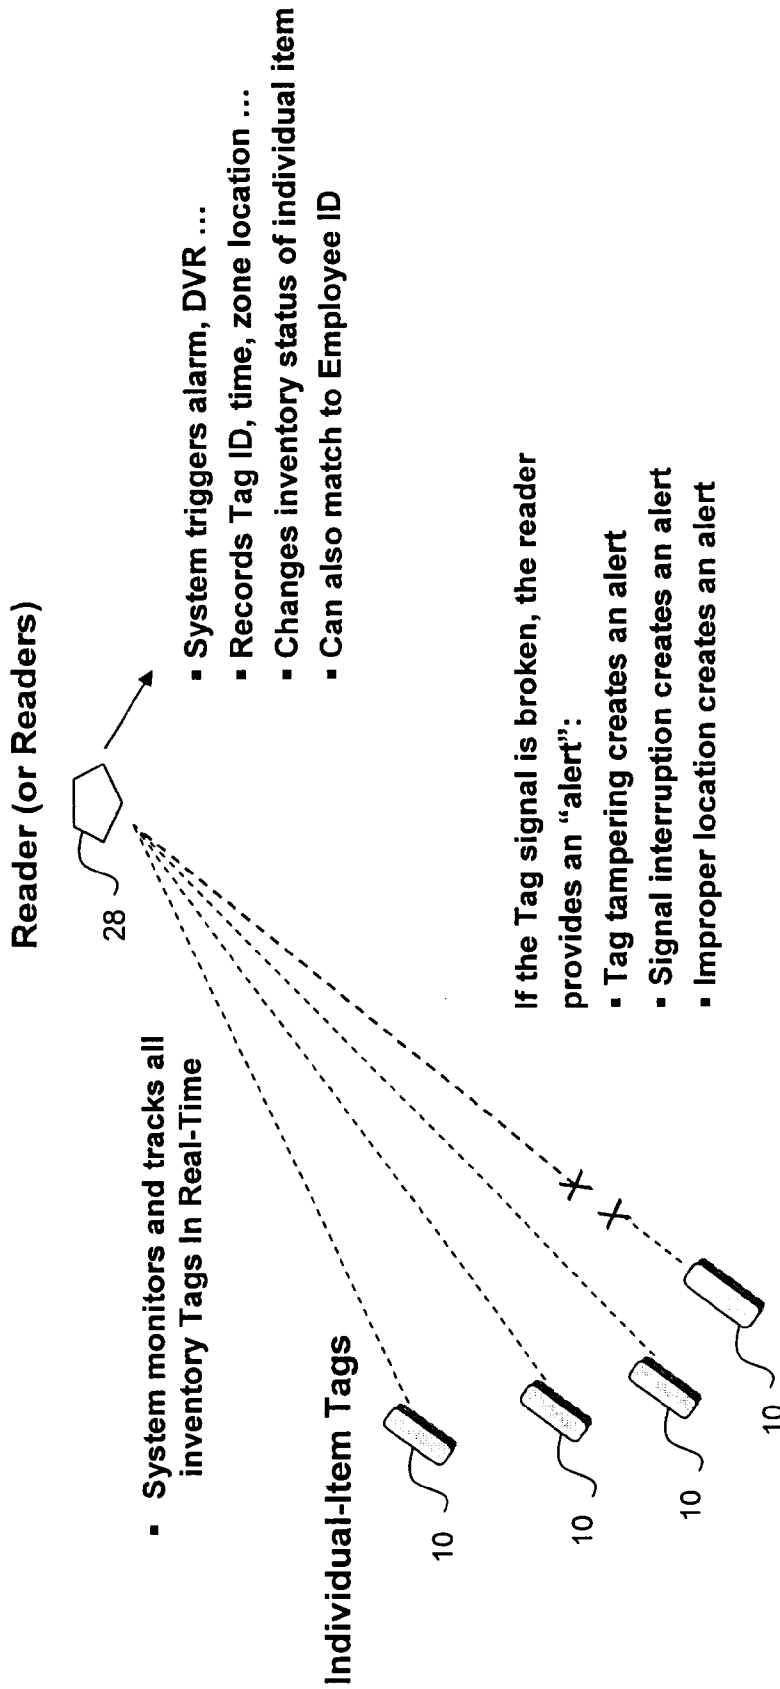 Reader (or Readers)
28
▪ System monitors and tracks all
inventory Tags In Real-Time
▪ System triggers alarm, DVR ...
▪ Records Tag ID, time, zone location ...
▪ Changes inventory status of individual item
▪ Can also match to Employee ID
Individual-Item Tags
10
10
10
10
If the Tag signal is broken, the reader
provides an “alert”:
▪ Tag tampering creates an alert
▪ Signal interruption creates an alert
▪ Improper location creates an alert